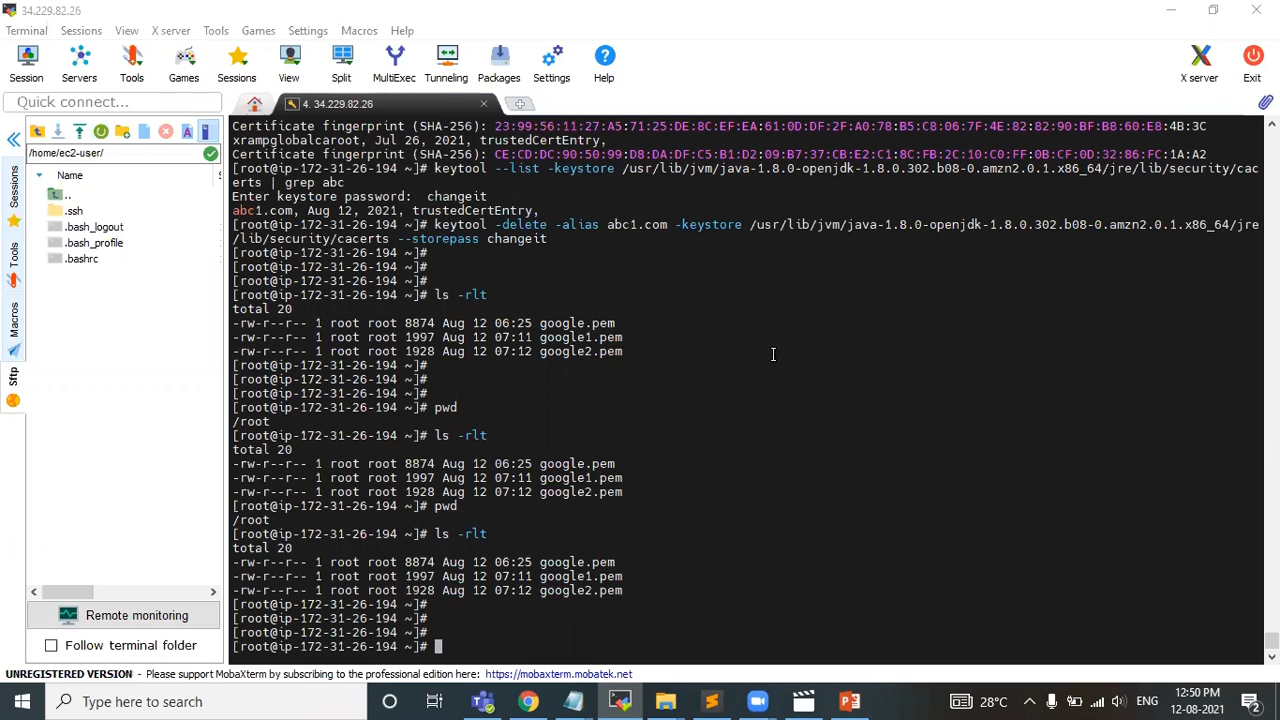 34.229.82.26
Terminal Sessions View X server Tools Games Settings Macros Help
Session Servers Tools Games Sessions View Split MultiExec Tunneling Packages Settings Help X server Exit
Quick connect...
4. 34.229.82.26
/home/ec2-user/
Name
..
.ssh
.bash_logout
.bash_profile
.bashrc
Sessions
Tools
Macros
Sftp
Remote monitoring
Follow terminal folder
Certificate fingerprint (SHA-256): 23:99:56:11:27:A5:71:25:DE:8C:EF:EA:61:0D:DF:2F:A0:78:B5:C8:06:7F:4E:82:82:90:BF:B8:60:E8:4B:3C
xrampglobalcaroot, Jul 26, 2021, trustedCertEntry,
Certificate fingerprint (SHA-256): CE:CD:DC:90:50:99:D8:DA:DF:C5:B1:D2:09:B7:37:CB:E2:C1:8C:FB:2C:10:C0:FF:0B:CF:0D:32:86:FC:1A:A2
[root@ip-172-31-26-194 ~]# keytool --list -keystore /usr/lib/jvm/java-1.8.0-openjdk-1.8.0.302.b08-0.amzn2.0.1.x86_64/jre/lib/security/cac
erts | grep abc
Enter keystore password:  changeit
abc1.com, Aug 12, 2021, trustedCertEntry,
[root@ip-172-31-26-194 ~]# keytool -delete -alias abc1.com -keystore /usr/lib/jvm/java-1.8.0-openjdk-1.8.0.302.b08-0.amzn2.0.1.x86_64/jre
/lib/security/cacerts --storepass changeit
[root@ip-172-31-26-194 ~]#
[root@ip-172-31-26-194 ~]#
[root@ip-172-31-26-194 ~]#
[root@ip-172-31-26-194 ~]# ls -rlt
total 20
-rw-r--r-- 1 root root 8874 Aug 12 06:25 google.pem
-rw-r--r-- 1 root root 1997 Aug 12 07:11 google1.pem
-rw-r--r-- 1 root root 1928 Aug 12 07:12 google2.pem
[root@ip-172-31-26-194 ~]#
[root@ip-172-31-26-194 ~]#
[root@ip-172-31-26-194 ~]#
[root@ip-172-31-26-194 ~]# pwd
/root
[root@ip-172-31-26-194 ~]# ls -rlt
total 20
-rw-r--r-- 1 root root 8874 Aug 12 06:25 google.pem
-rw-r--r-- 1 root root 1997 Aug 12 07:11 google1.pem
-rw-r--r-- 1 root root 1928 Aug 12 07:12 google2.pem
[root@ip-172-31-26-194 ~]# pwd
/root
[root@ip-172-31-26-194 ~]# ls -rlt
total 20
-rw-r--r-- 1 root root 8874 Aug 12 06:25 google.pem
-rw-r--r-- 1 root root 1997 Aug 12 07:11 google1.pem
-rw-r--r-- 1 root root 1928 Aug 12 07:12 google2.pem
[root@ip-172-31-26-194 ~]#
[root@ip-172-31-26-194 ~]#
[root@ip-172-31-26-194 ~]#
[root@ip-172-31-26-194 ~]#
UNREGISTERED VERSION - Please support MobaXterm by subscribing to the professional edition here: https://mobaxterm.mobatek.net
Type here to search
28°C
ENG
12:50 PM
12-08-2021
2